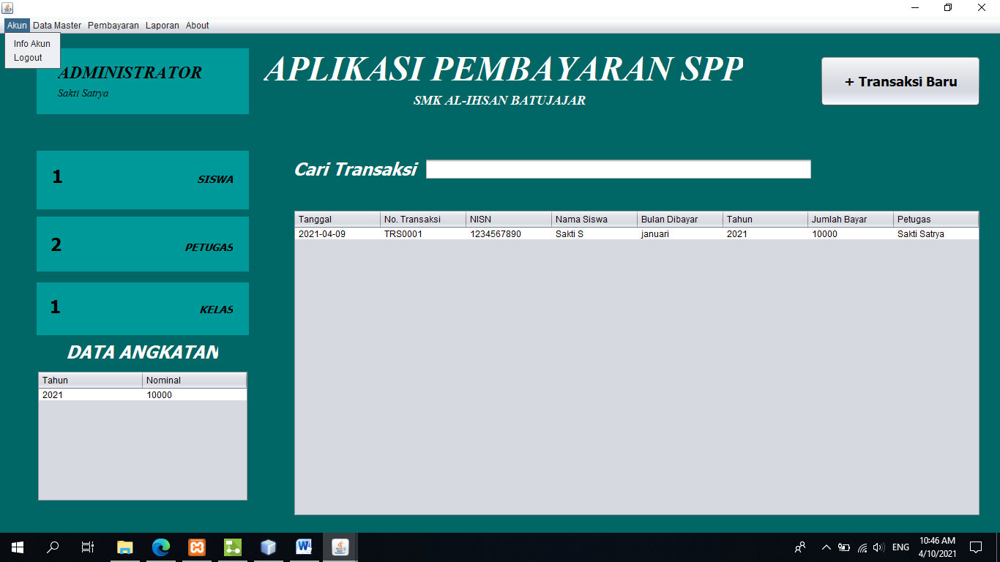 Akun Data Master Pembayaran Laporan About
Info Akun
Logout
ADMINISTRATOR
Sakti Satrya
APLIKASI PEMBAYARAN SPP
SMK AL-IHSAN BATUJAJAR
+ Transaksi Baru
1 SISWA
2 PETUGAS
1 KELAS
DATA ANGKATAN
Tahun Nominal
2021 10000
Cari Transaksi
Tanggal No. Transaksi NISN Nama Siswa Bulan Dibayar Tahun Jumlah Bayar Petugas
2021-04-09 TRS0001 1234567890 Sakti S januari 2021 10000 Sakti Satrya
ENG
10:46 AM
4/10/2021